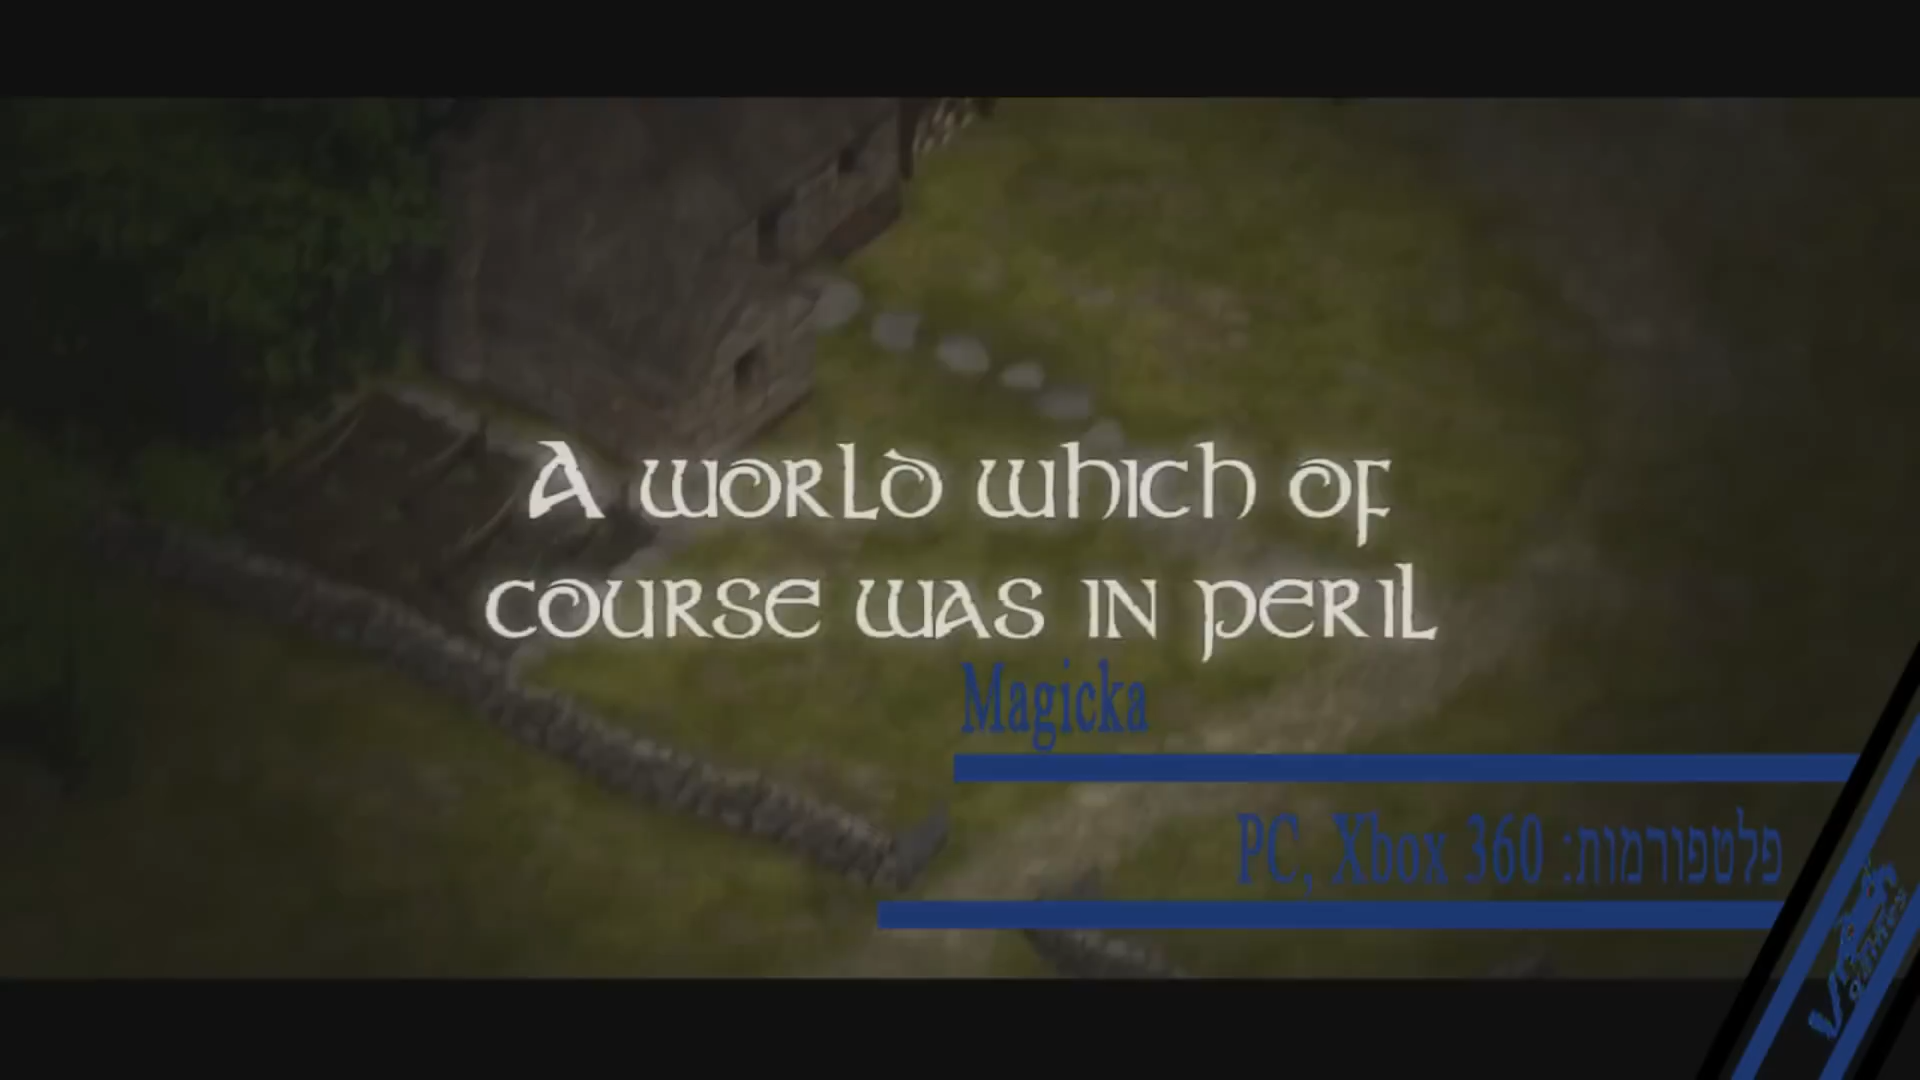 A world which of
course was in peril
Magicka
פלטפורמות: PC, Xbox 360